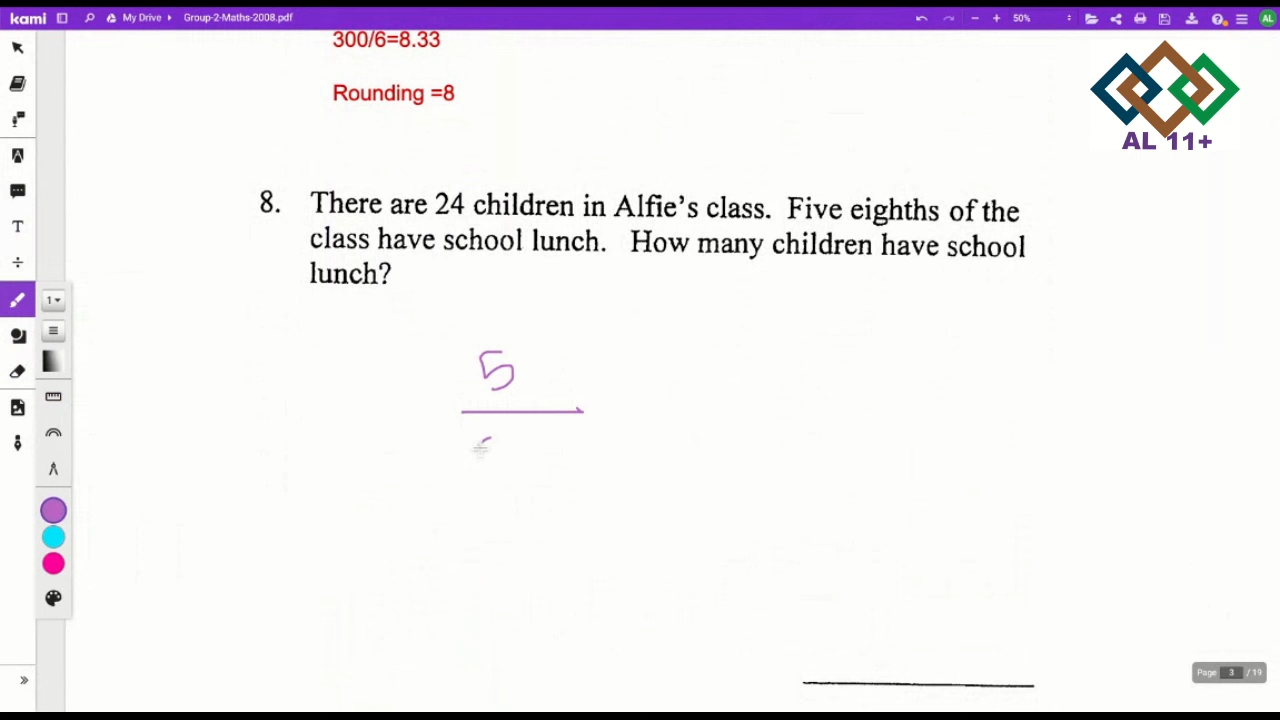 kami My Drive Group-2-Maths-2008.pdf 50% AL
300/6=8.33
Rounding =8
AL 11+
8. There are 24 children in Alfie's class. Five eighths of the
class have school lunch. How many children have school
lunch?
5
T
1
Page 3 / 19